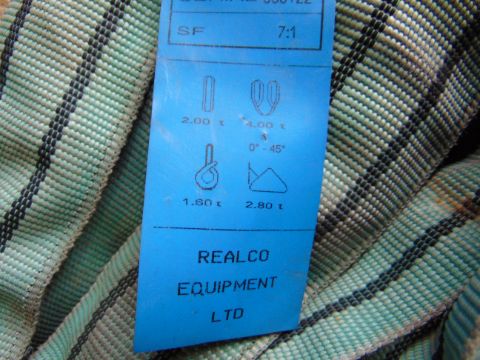 SF 7:1
2.00 t 4.00 t
&
0° - 45°
1.60 t 2.80 t
REALCO
EQUIPMENT
LTD